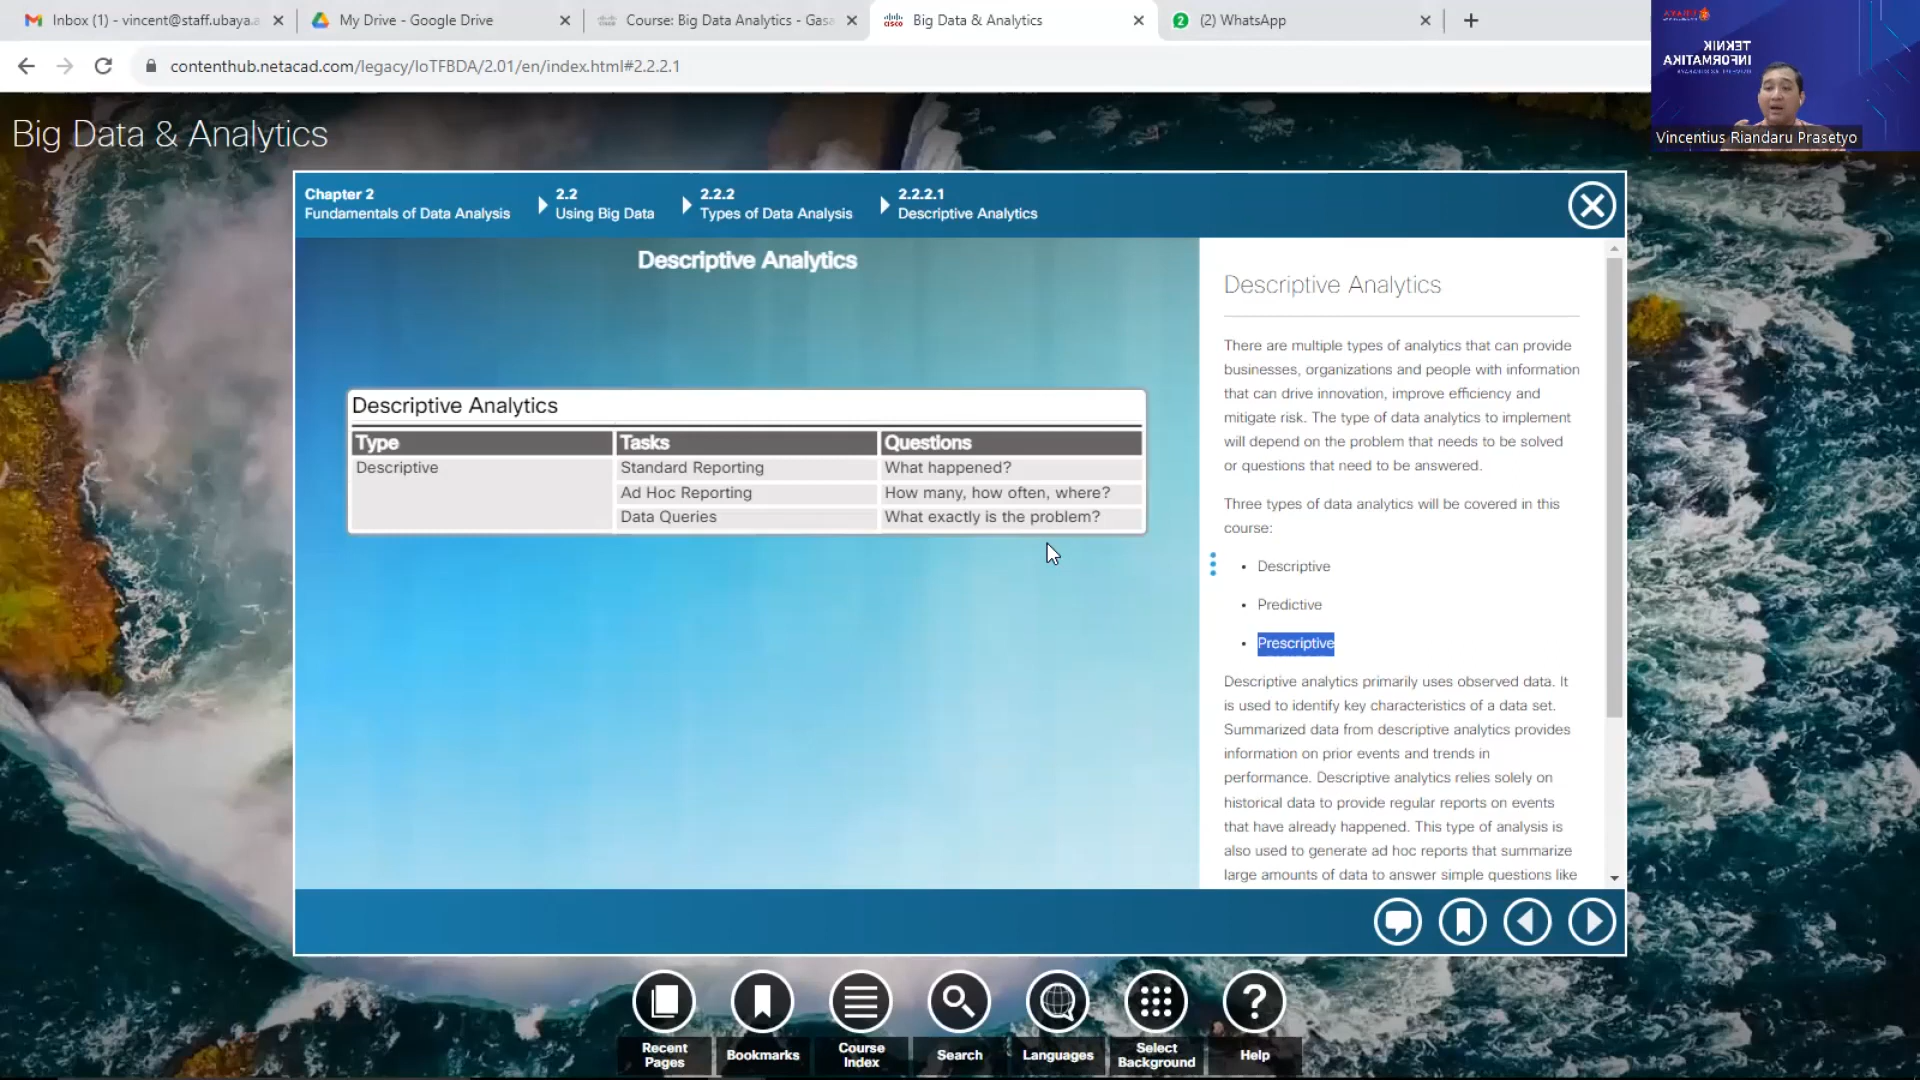 Inbox (1) - vincent@staff.ubaya.a
My Drive - Google Drive
Course: Big Data Analytics - Gasa
Big Data & Analytics
2
(2) WhatsApp
contenthub.netacad.com/legacy/IoTFBDA/2.01/en/index.html#2.2.2.1
TEKNIK
INFORMATIKA
Vincentius Riandaru Prasetyo
Big Data & Analytics
Chapter 2
Fundamentals of Data Analysis
2.2
Using Big Data
2.2.2
Types of Data Analysis
2.2.2.1
Descriptive Analytics
Descriptive Analytics
Descriptive Analytics
Type Tasks Questions
Descriptive Standard Reporting What happened?
Ad Hoc Reporting How many, how often, where?
Data Queries What exactly is the problem?
Descriptive Analytics
There are multiple types of analytics that can provide
businesses, organizations and people with information
that can drive innovation, improve efficiency and
mitigate risk. The type of data analytics to implement
will depend on the problem that needs to be solved
or questions that need to be answered.
Three types of data analytics will be covered in this
course:
• Descriptive
• Predictive
• Prescriptive
Descriptive analytics primarily uses observed data. It
is used to identify key characteristics of a data set.
Summarized data from descriptive analytics provides
information on prior events and trends in
performance. Descriptive analytics relies solely on
historical data to provide regular reports on events
that have already happened. This type of analysis is
also used to generate ad hoc reports that summarize
large amounts of data to answer simple questions like
Recent
Pages
Bookmarks
Course
Index
Search
Languages
Select
Background
?
Help